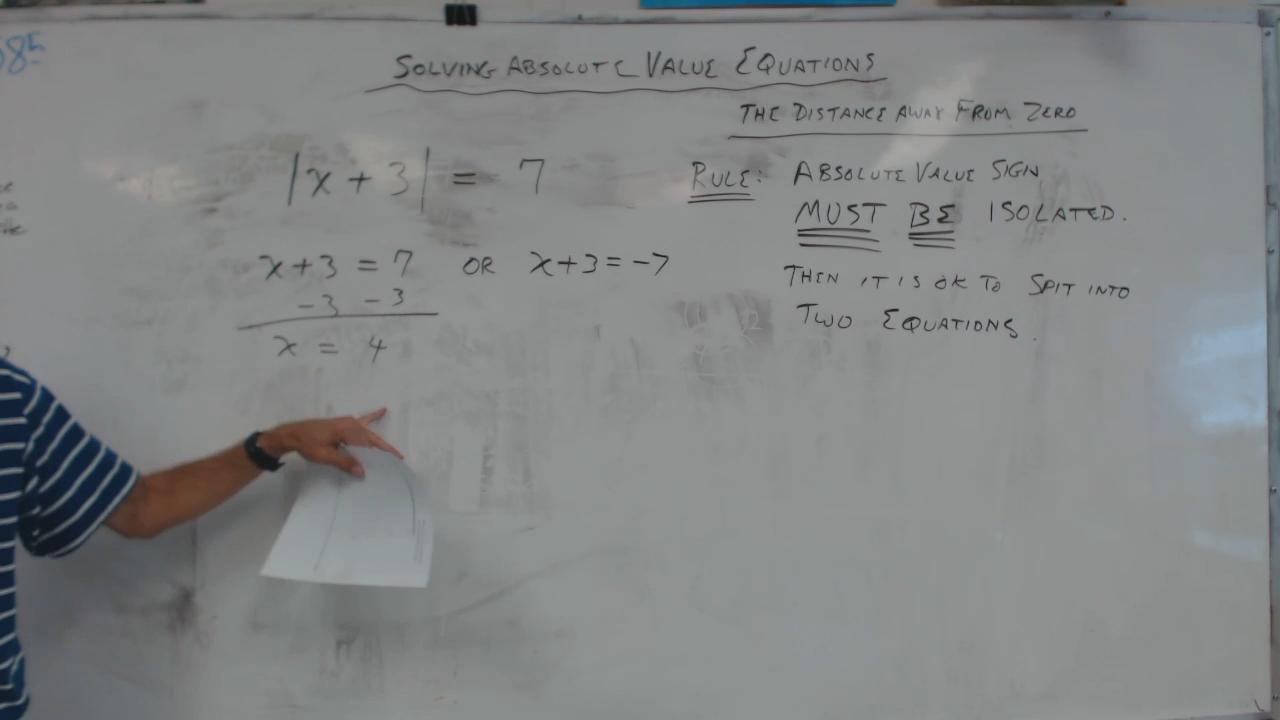 85
SOLVING ABSOLUTE VALUE EQUATIONS
THE DISTANCE AWAY FROM ZERO
|x + 3| = 7
RULE: ABSOLUTE VALUE SIGN
MUST BE ISOLATED.
x+3 = 7 OR x+3=-7
-3 -3
x = 4
THEN IT IS OK TO SPIT INTO
TWO EQUATIONS.